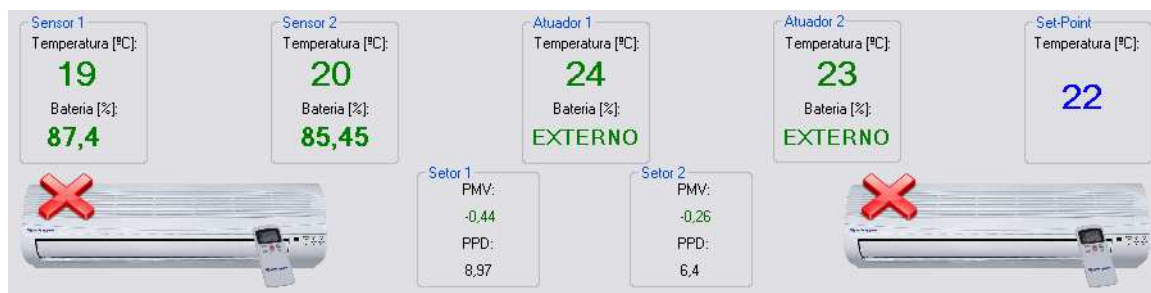 Sensor 1
Temperatura [ºC]:
19
Bateria [%]:
87,4
Sensor 2
Temperatura [ºC]:
20
Bateria [%]:
85,45
Atuador 1
Temperatura [ºC]:
24
Bateria [%]:
EXTERNO
Atuador 2
Temperatura [ºC]:
23
Bateria [%]:
EXTERNO
Set-Point
Temperatura [ºC]:
22
Setor 1
PMV:
-0,44
PPD:
8,97
Setor 2
PMV:
-0,26
PPD:
6,4